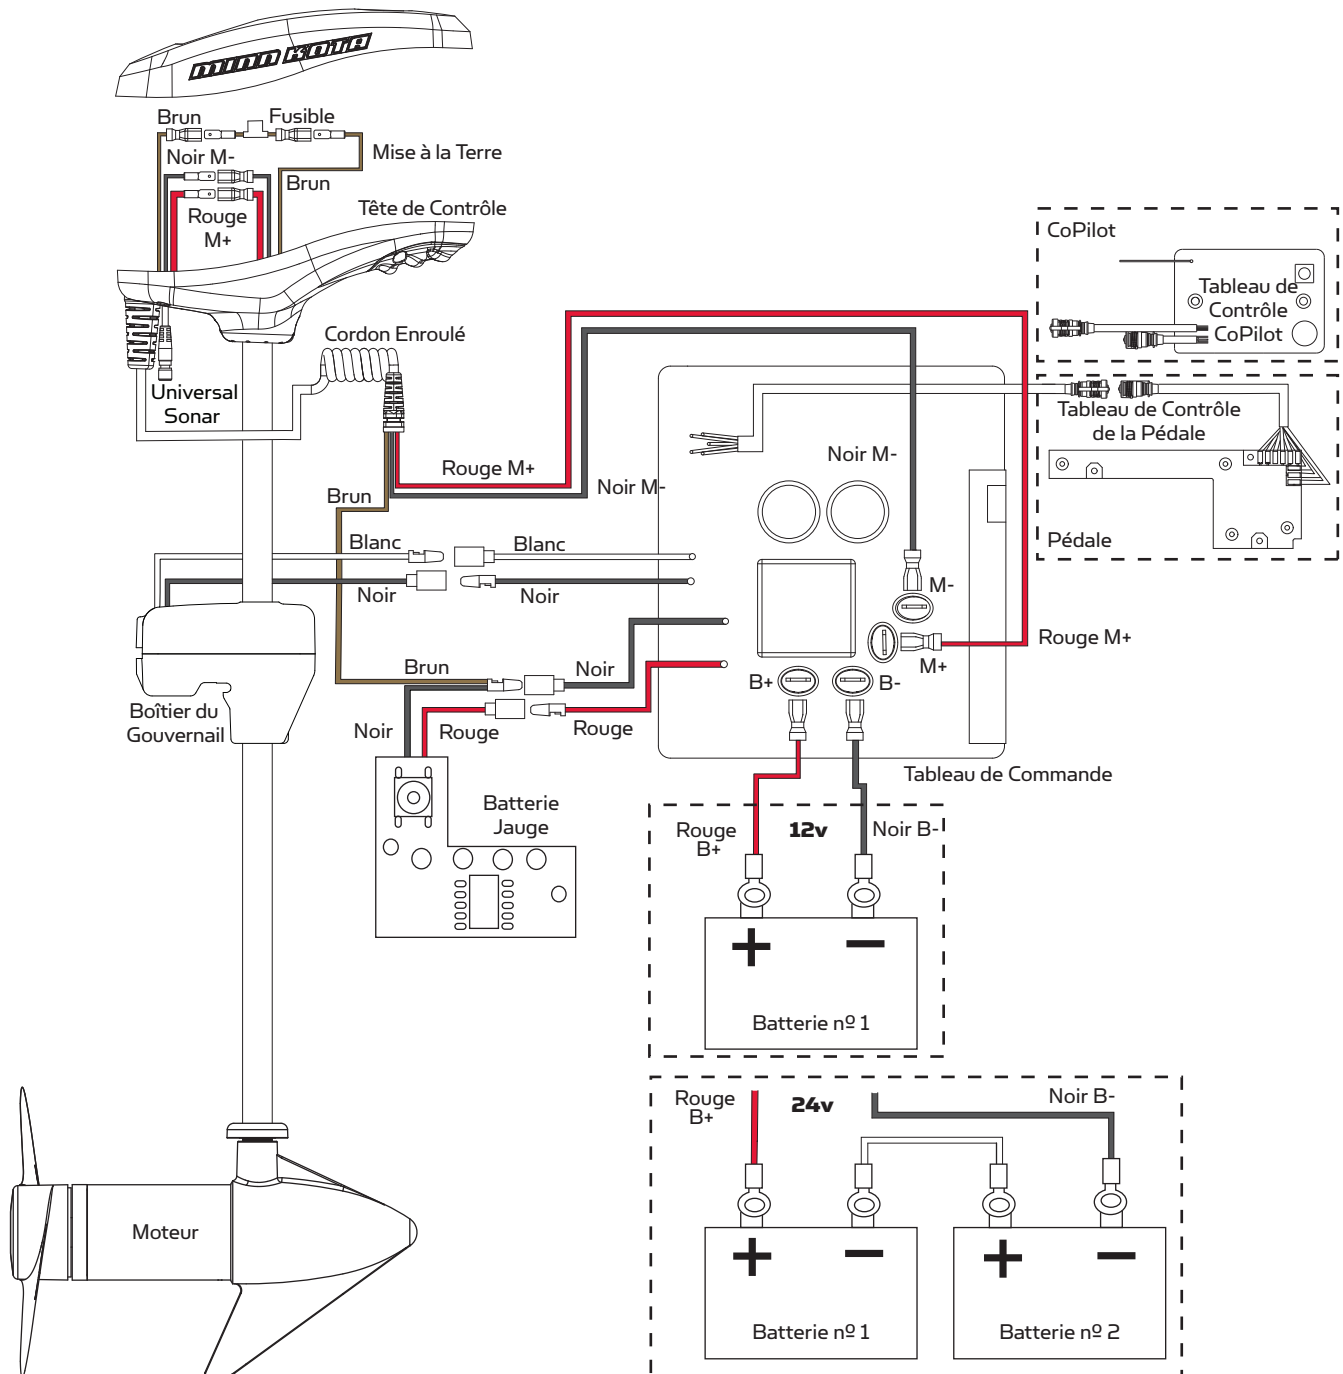 MINN KOTA
Brun
Fusible
Noir M-
Mise à la Terre
Brun
Rouge
M+
Tête de Contrôle
Universal
Sonar
Cordon Enroulé
CoPilot
Tableau de
Contrôle
CoPilot
Tableau de Contrôle
de la Pédale
Pédale
Rouge M+
Noir M-
Noir M-
Brun
Blanc
Blanc
Noir
Noir
M-
Rouge M+
M+
B+
B-
Brun
Noir
Boîtier du
Gouvernail
Noir
Rouge
Rouge
Tableau de Commande
Batterie
Jauge
Rouge
B+
12v
Noir B-
Batterie nº 1
Rouge
B+
24v
Noir B-
Moteur
Batterie nº 1
Batterie nº 2